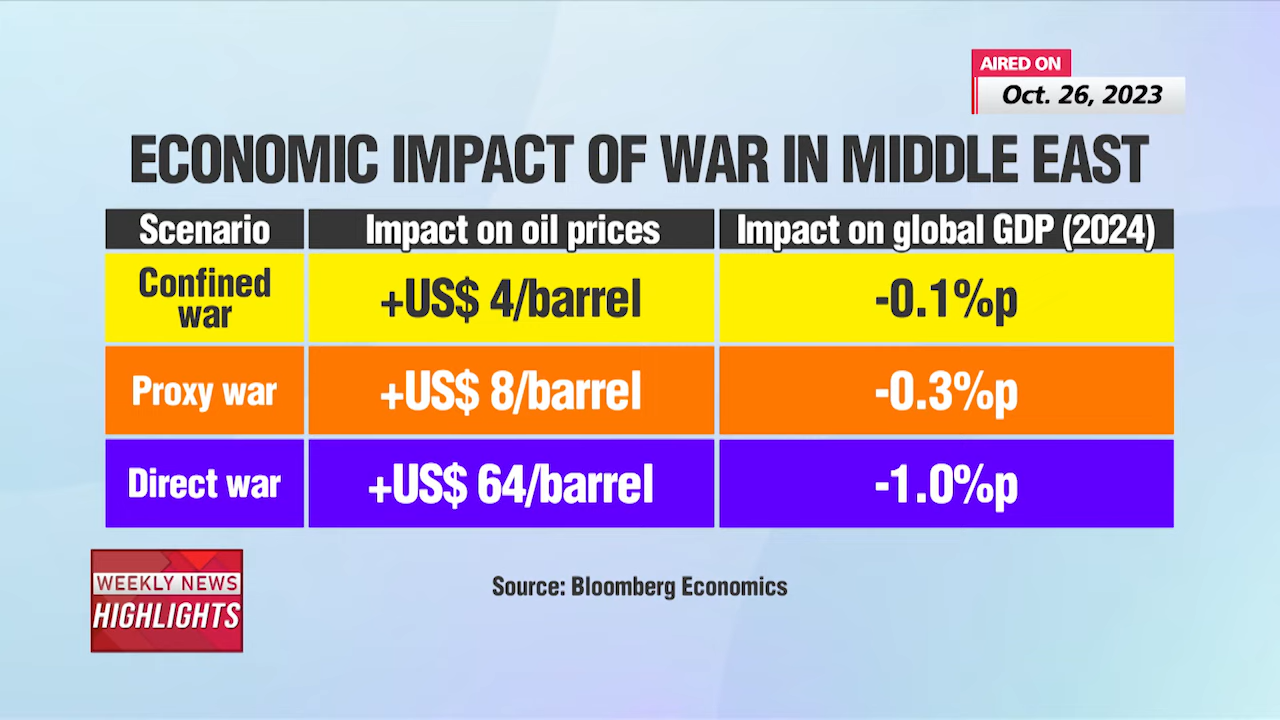 AIRED ON
Oct. 26, 2023
ECONOMIC IMPACT OF WAR IN MIDDLE EAST
Scenario Impact on oil prices Impact on global GDP (2024)
Confined
war
+US$ 4/barrel -0.1%p
Proxy war +US$ 8/barrel -0.3%p
Direct war +US$ 64/barrel -1.0%p
WEEKLY NEWS
HIGHLIGHTS
Source: Bloomberg Economics